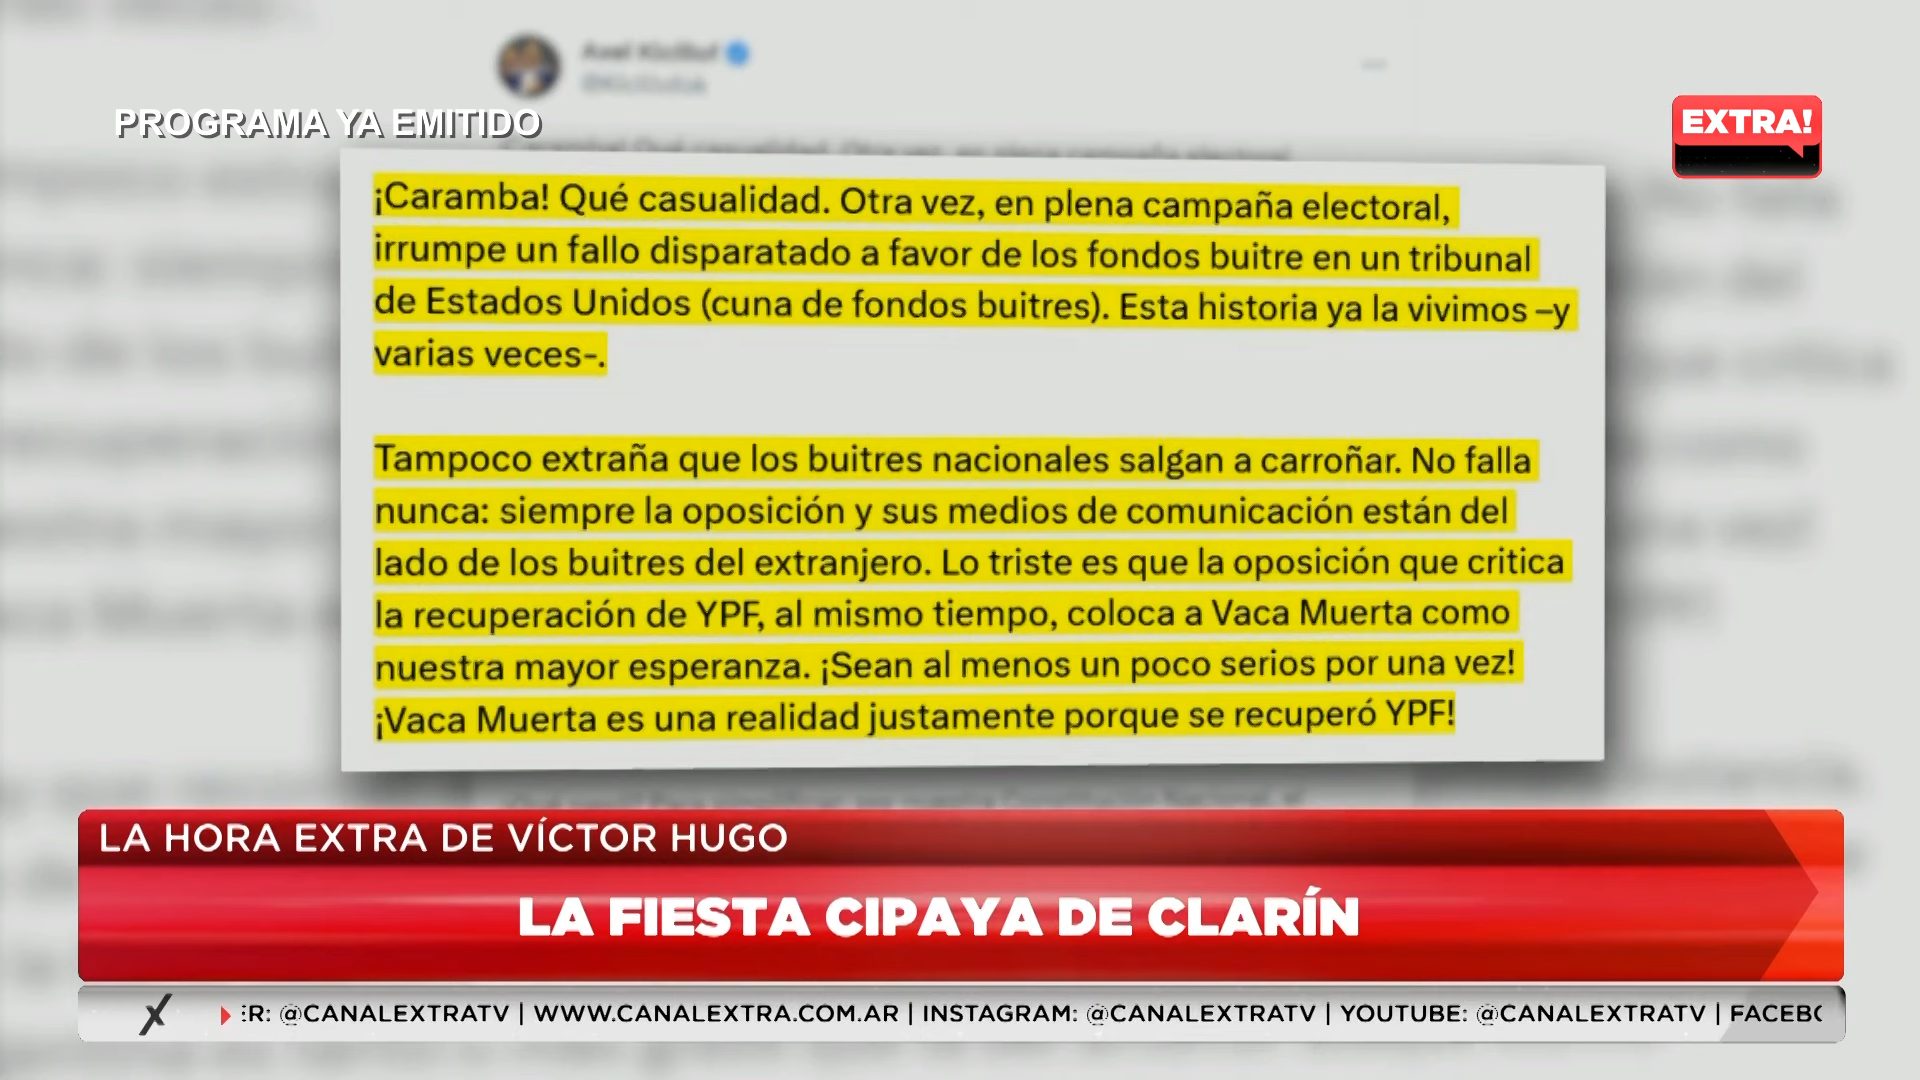 Axel Kicillof
@Kicillofok
PROGRAMA YA EMITIDO
EXTRA!
¡Caramba! Qué casualidad. Otra vez, en plena campaña electoral,
irrumpe un fallo disparatado a favor de los fondos buitre en un tribunal
de Estados Unidos (cuna de fondos buitres). Esta historia ya la vivimos –y
varias veces-.
Tampoco extraña que los buitres nacionales salgan a carroñar. No falla
nunca: siempre la oposición y sus medios de comunicación están del
lado de los buitres del extranjero. Lo triste es que la oposición que critica
la recuperación de YPF, al mismo tiempo, coloca a Vaca Muerta como
nuestra mayor esperanza. ¡Sean al menos un poco serios por una vez!
¡Vaca Muerta es una realidad justamente porque se recuperó YPF!
LA HORA EXTRA DE VÍCTOR HUGO
LA FIESTA CIPAYA DE CLARÍN
X
ER: @CANALEXTRATV | WWW.CANALEXTRA.COM.AR | INSTAGRAM: @CANALEXTRATV | YOUTUBE: @CANALEXTRATV | FACEBO